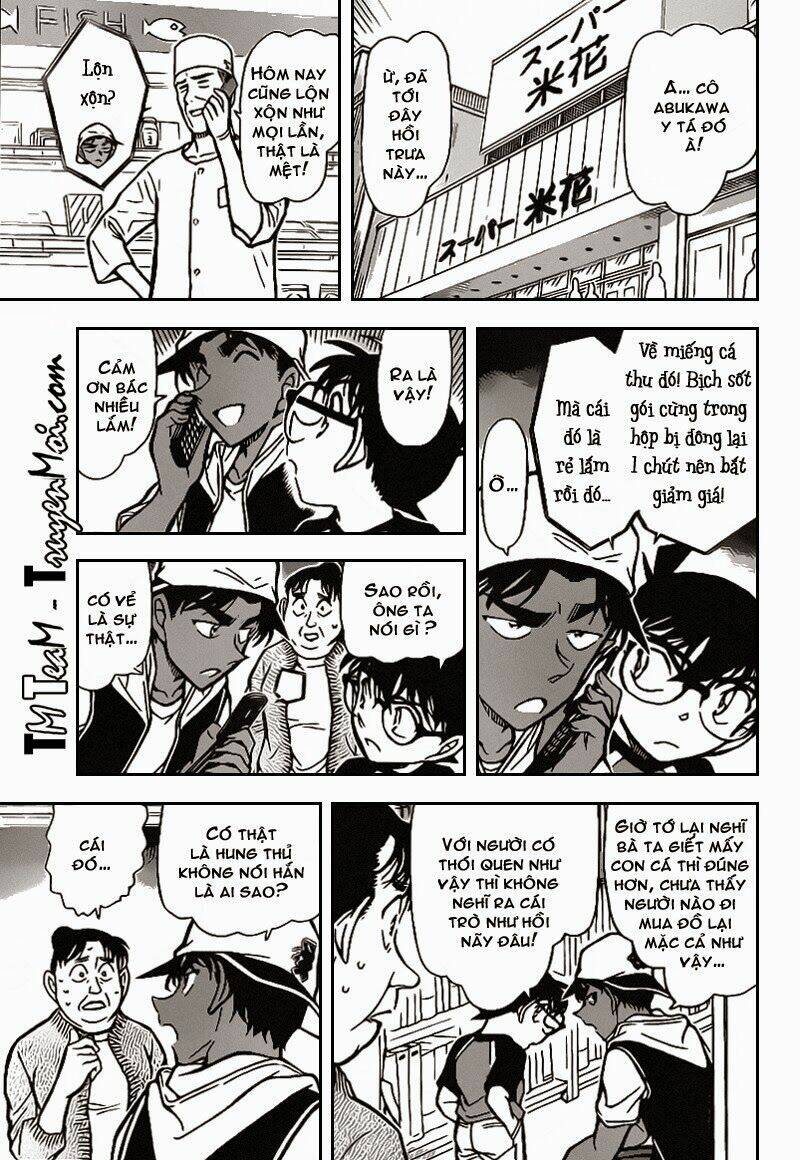 スーパー
米花
スーパー 米花
A... CÔ
ABUKAWA
Y TÁ ĐÓ
À!
Ừ, ĐÃ
TỚI
ĐÂY
HỒI
TRƯA
NÀY...
FISH
HÔM NAY
CŨNG LỘN
XỘN NHƯ
MỌI LẦN,
THẬT LÀ
MỆT!
Lộn
xộn?
Về miếng cá
thu đó! Bịch sốt
gói cứng trong
hộp bị đông lại
1 chút nên bắt
giảm giá!
Mà cái
đó là
rẻ lắm
rồi đó...
Ồ...
RA LÀ
VẬY!
CẢM
ƠN BÁC
NHIỀU
LẮM!
SAO RỒI,
ÔNG TA
NÓI GÌ?
CÓ VẺ
LÀ SỰ
THẬT...
TM TeaM - TruyenMoi.com
GIỜ TỚ LẠI NGHĨ
BÀ TA GIẾT MẤY
CON CÁ THÌ ĐÚNG
HƠN, CHƯA THẤY
NGƯỜI NÀO ĐI
MUA ĐỒ LẠI
MẶC CẢ NHƯ
VẬY...
VỚI NGƯỜI CÓ
THÓI QUEN NHƯ
VẬY THÌ KHÔNG
NGHĨ RA CÁI
TRÒ NHƯ HỒI
NÃY ĐÂU!
CÓ THẬT
LÀ HUNG THỦ
KHÔNG NÓI HẮN
LÀ AI SAO?
CÁI
ĐÓ...